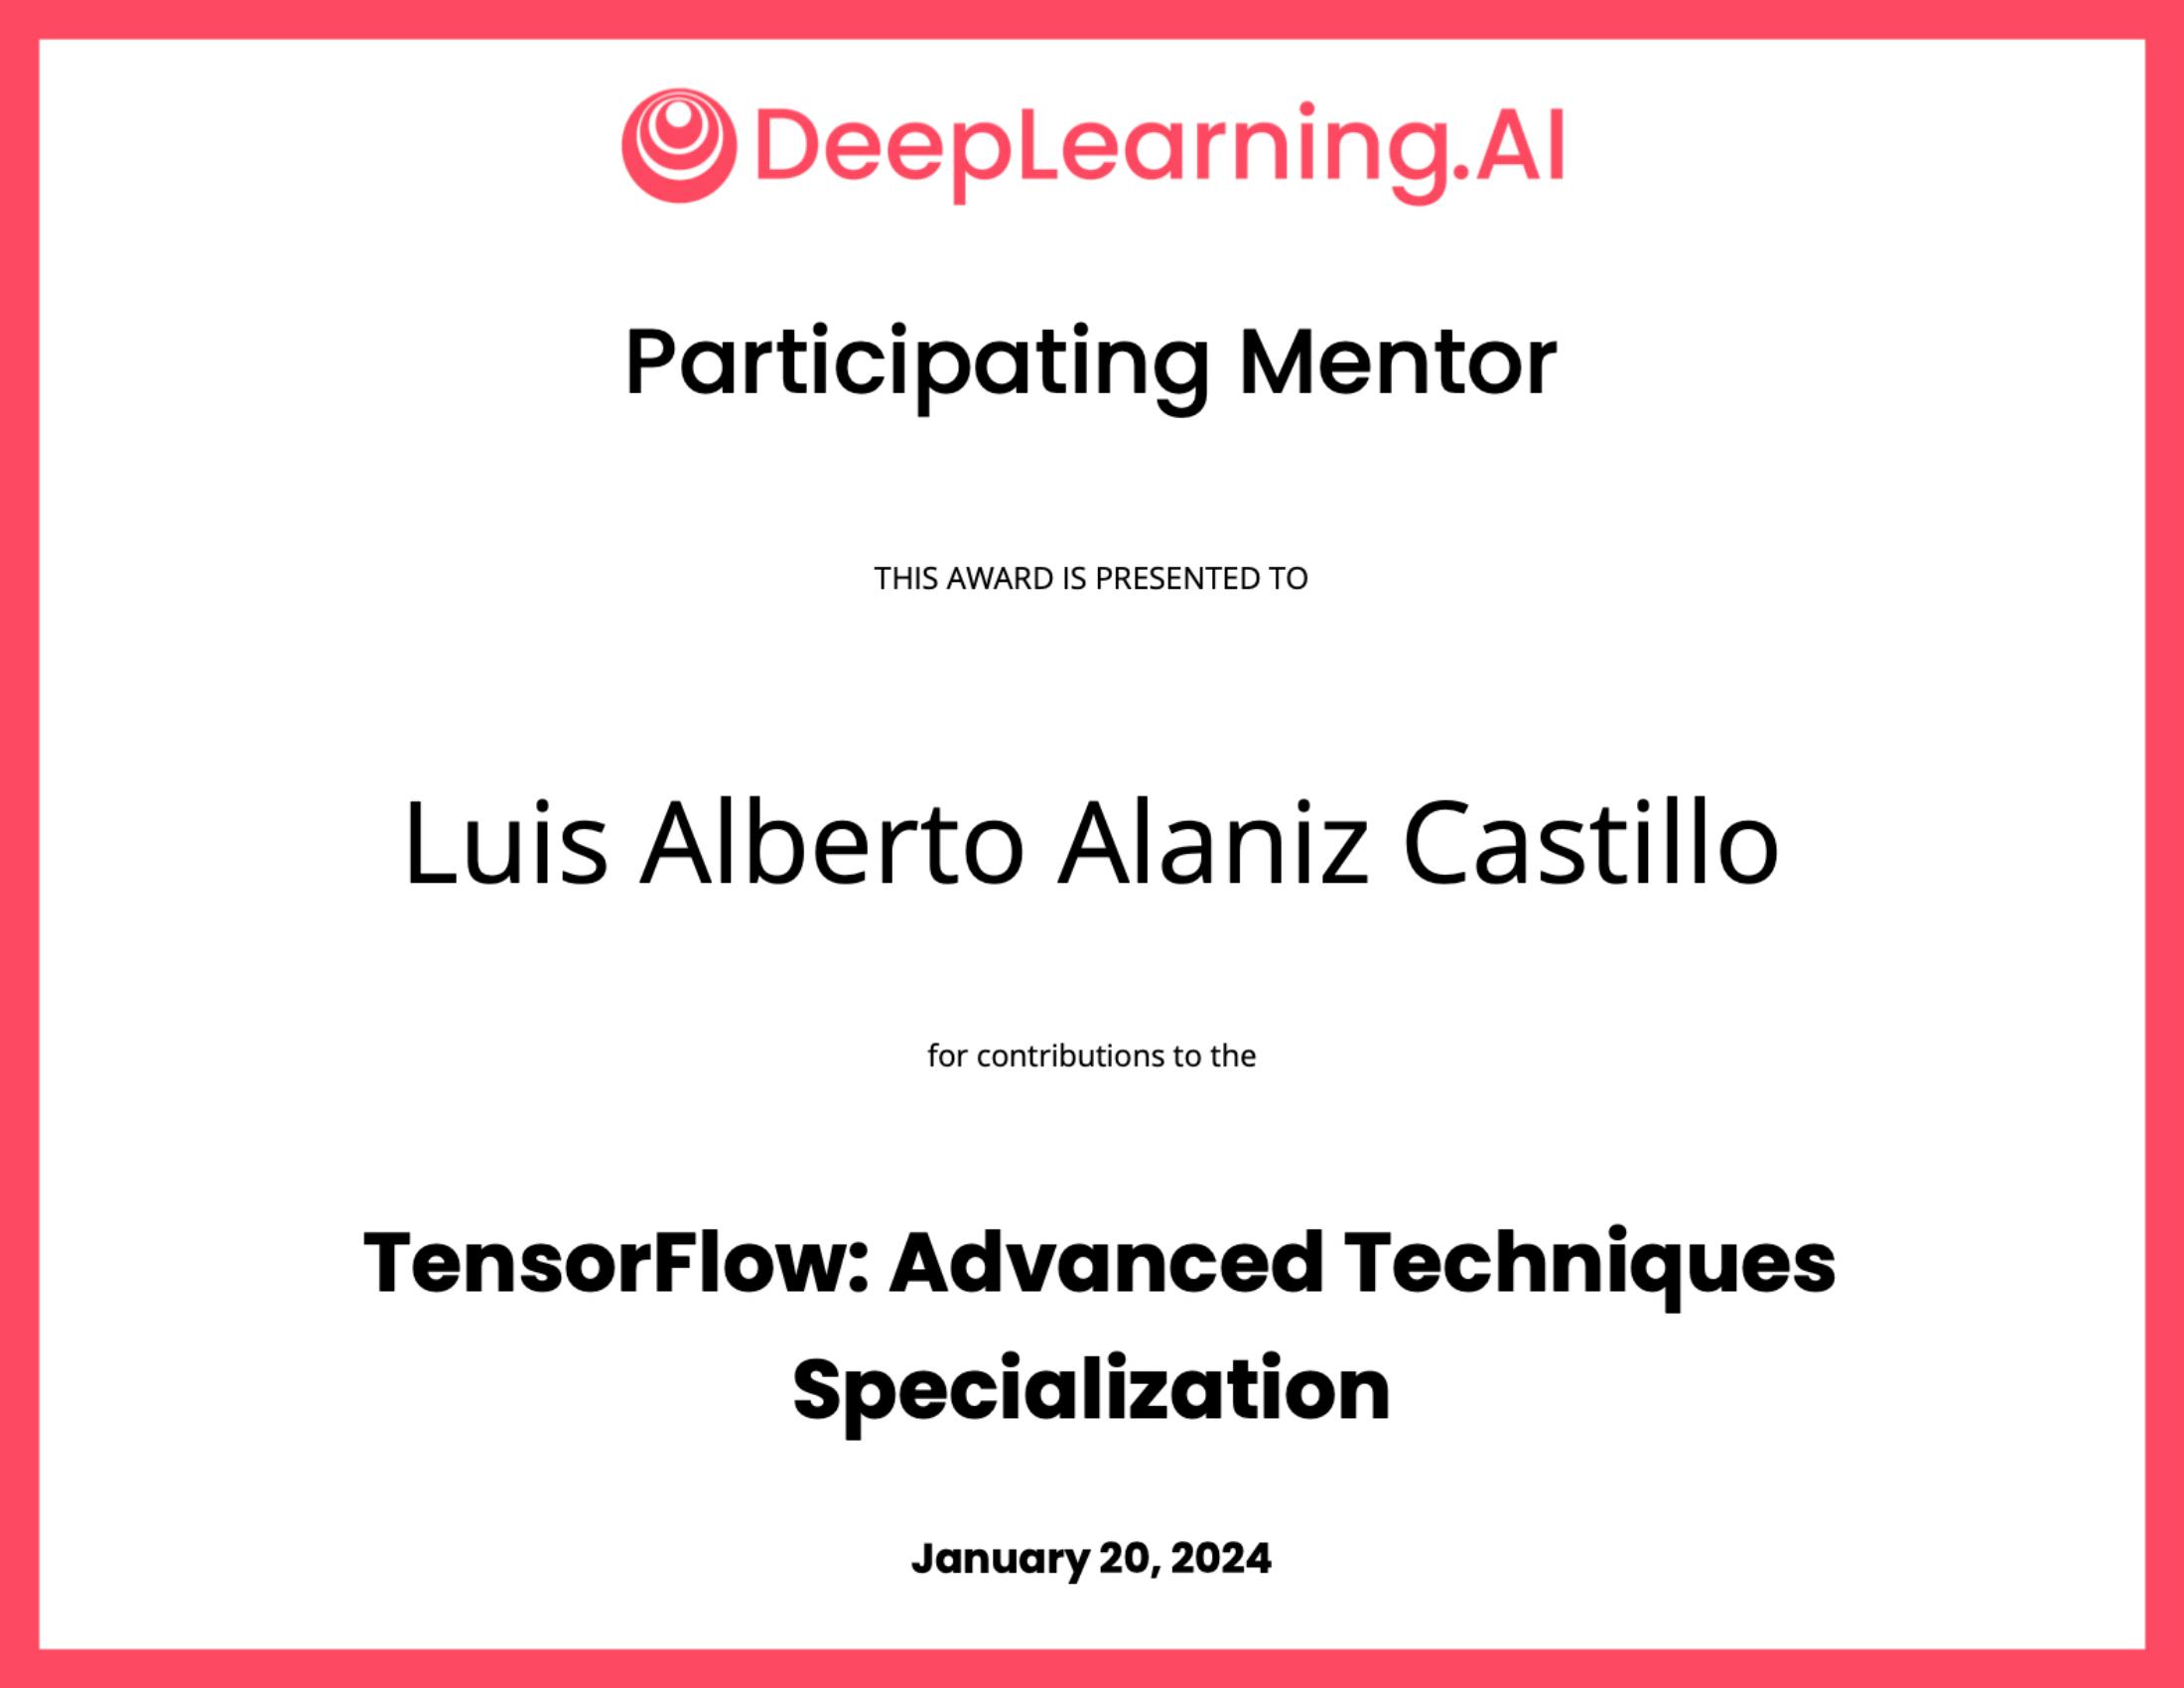 DeepLearning.AI
Participating Mentor
THIS AWARD IS PRESENTED TO
Luis Alberto Alaniz Castillo
for contributions to the
TensorFlow: Advanced Techniques
Specialization
January 20, 2024